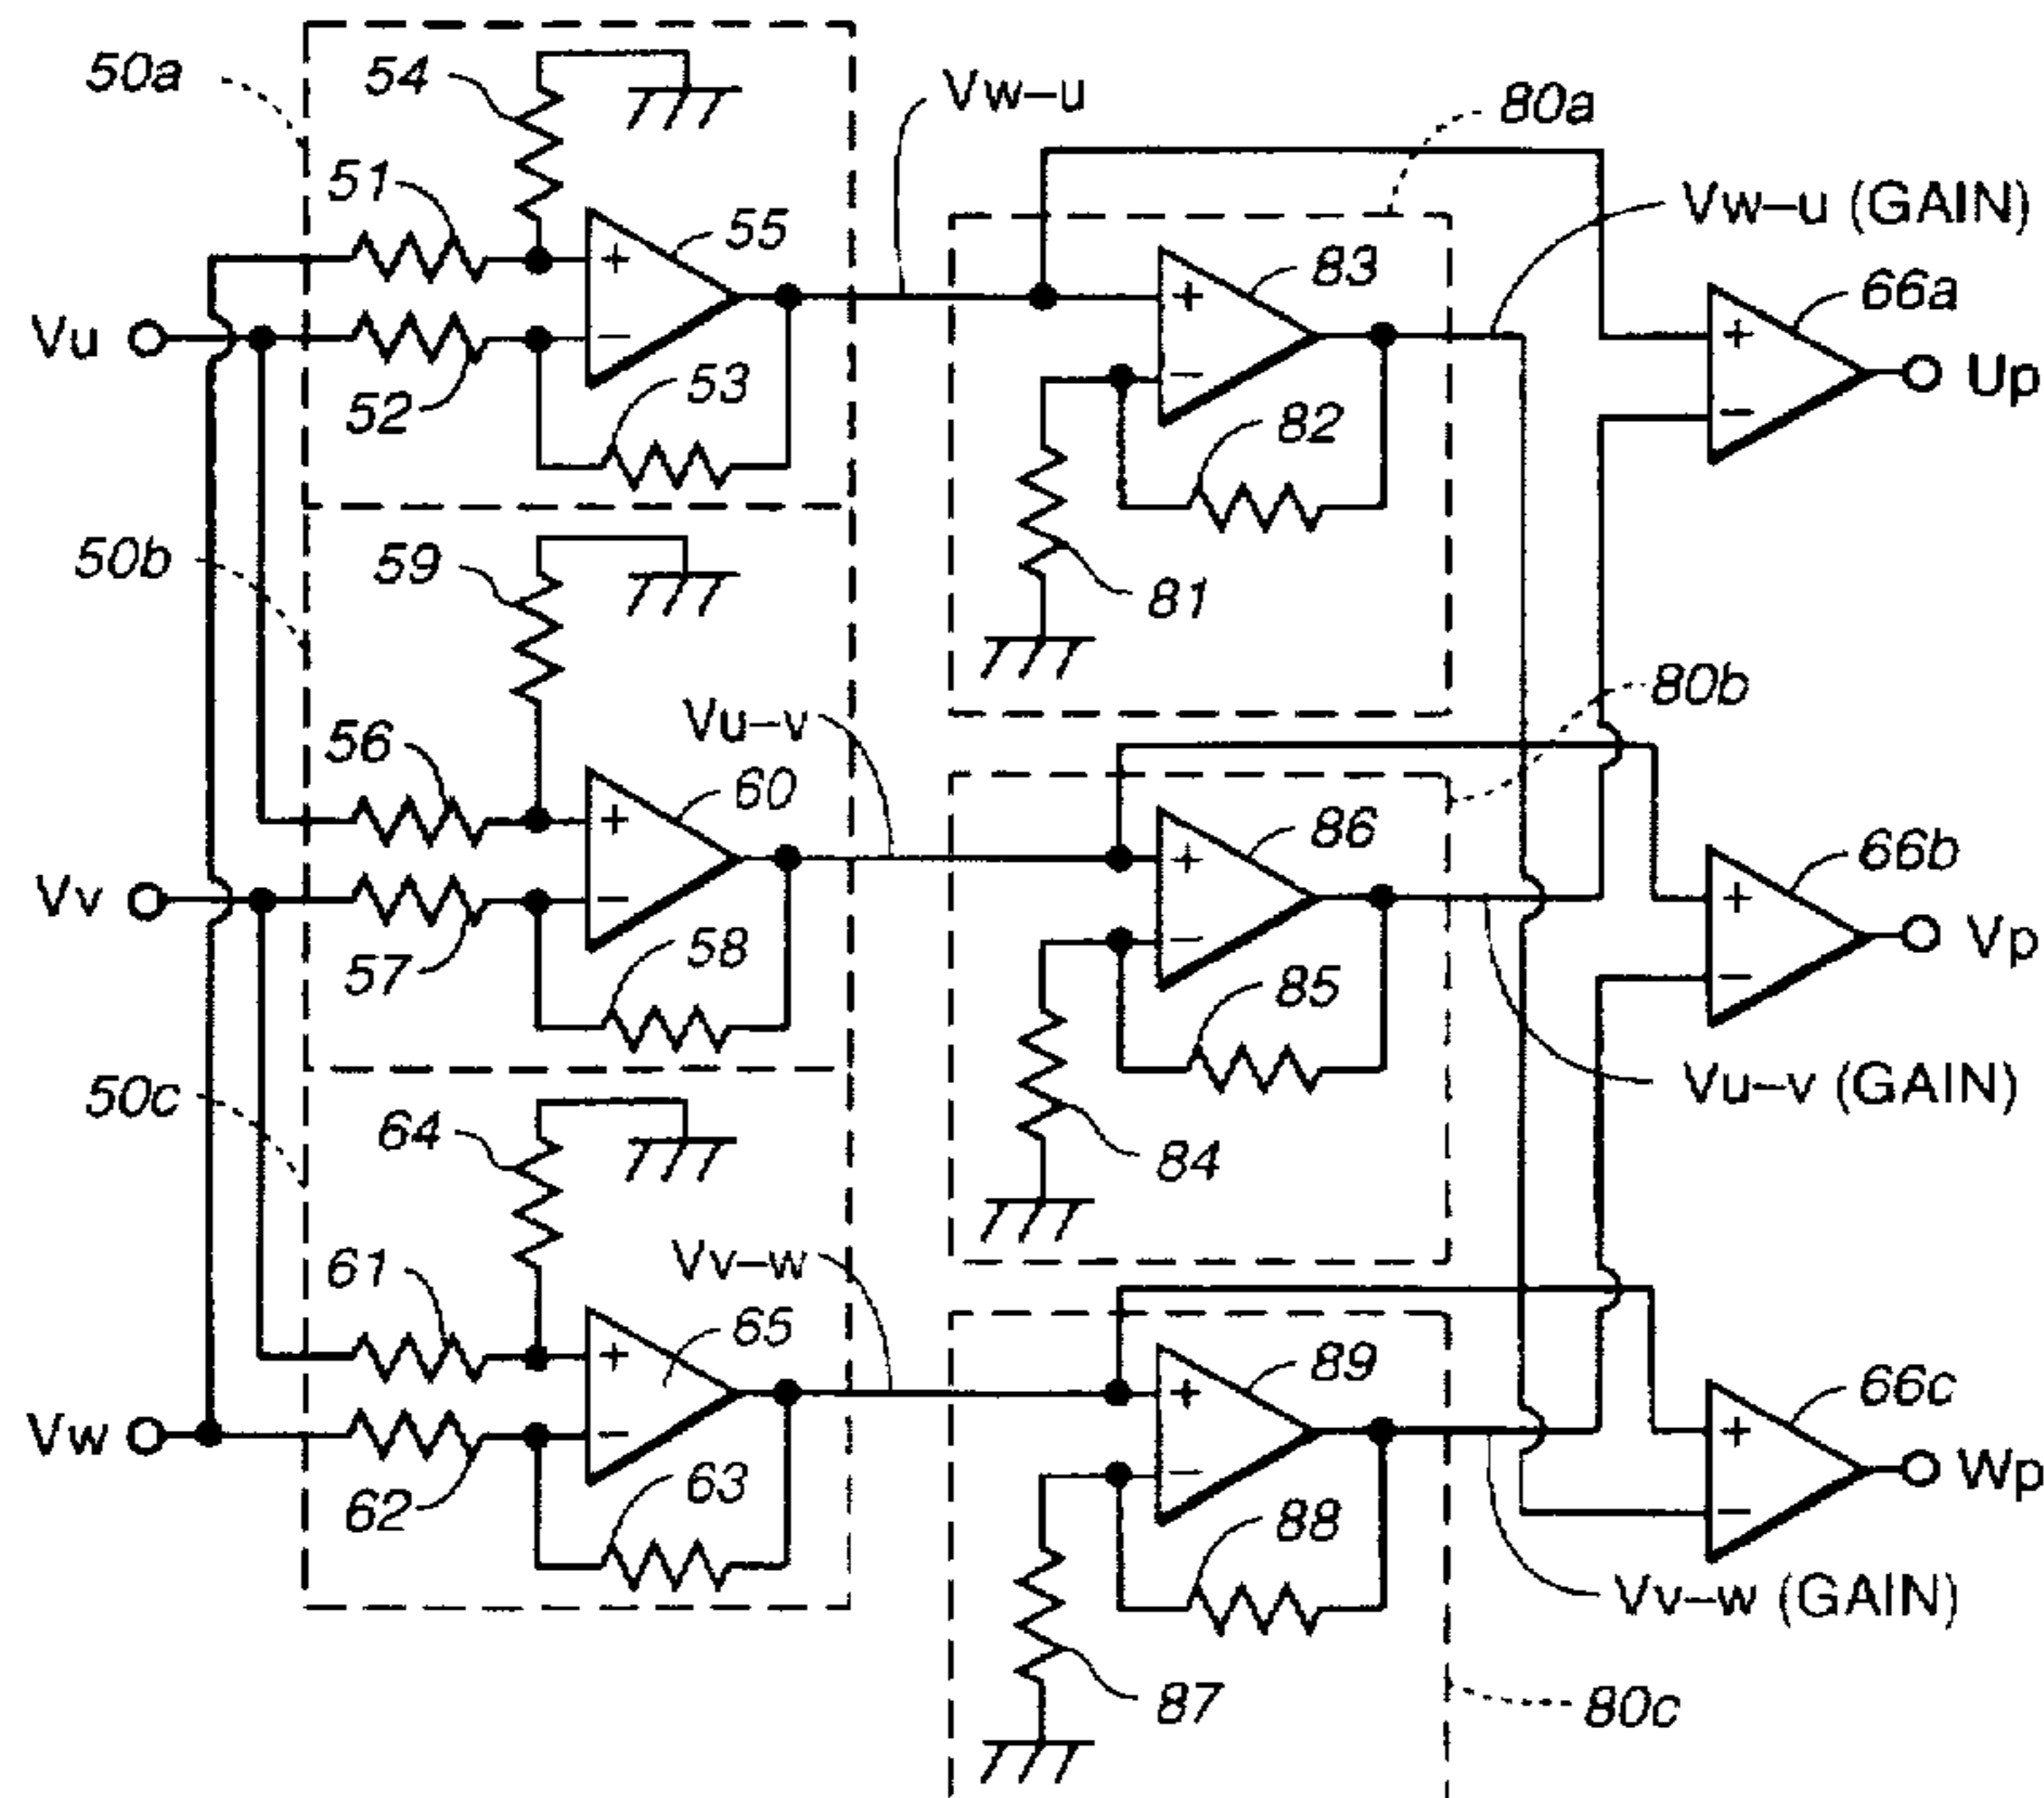 50a
54
Vw–u
80a
51
55
Vw–u (GAIN)
83
66a
Vu
+
−
+
−
+
−
Up
52
53
82
50b
59
81
80b
Vu–v
56
60
86
66b
Vv
+
−
+
−
+
−
Vp
57
58
85
50c
64
84
Vu–v (GAIN)
Vv–w
61
65
89
66c
Vw
+
−
+
−
+
−
Wp
62
63
88
Vv–w (GAIN)
87
80c